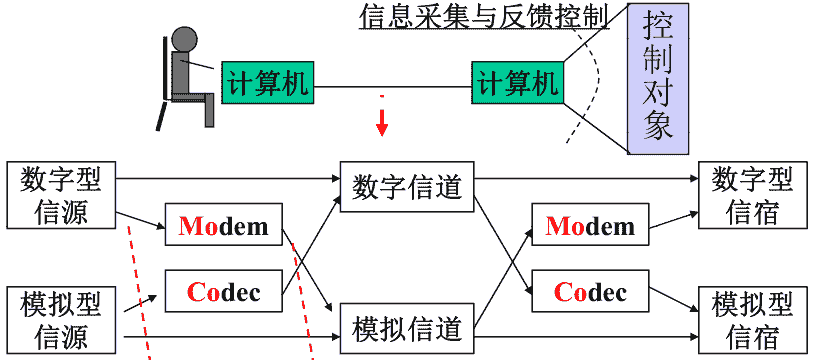 信息采集与反馈控制
计算机
计算机
控制对象
数字型
信源
数字信道
数字型
信宿
Modem
Modem
Codec
Codec
模拟型
信源
模拟信道
模拟型
信宿